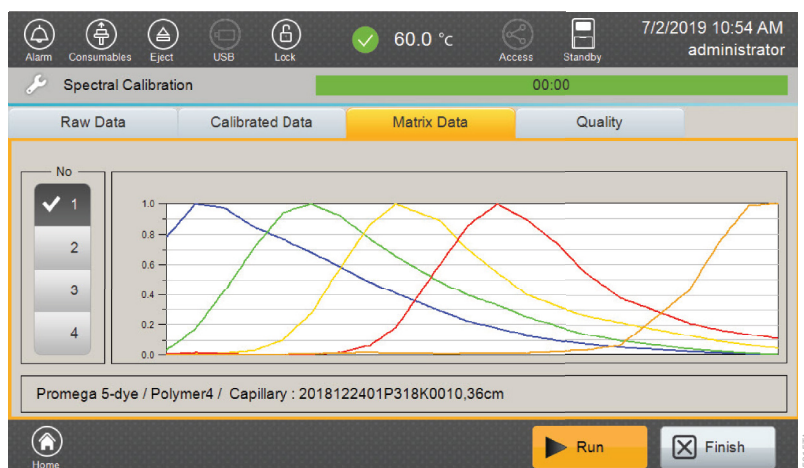 7/2/2019 10:54 AM
60.0 °c
administrator
Alarm Consumables Eject USB Lock Access Standby
Spectral Calibration 00:00
Raw Data Calibrated Data Matrix Data Quality
No
1
2
3
4
1.0
0.8
0.6
0.4
0.2
0.0
Promega 5-dye / Polymer4 / Capillary : 2018122401P318K0010,36cm
Run Finish
Home